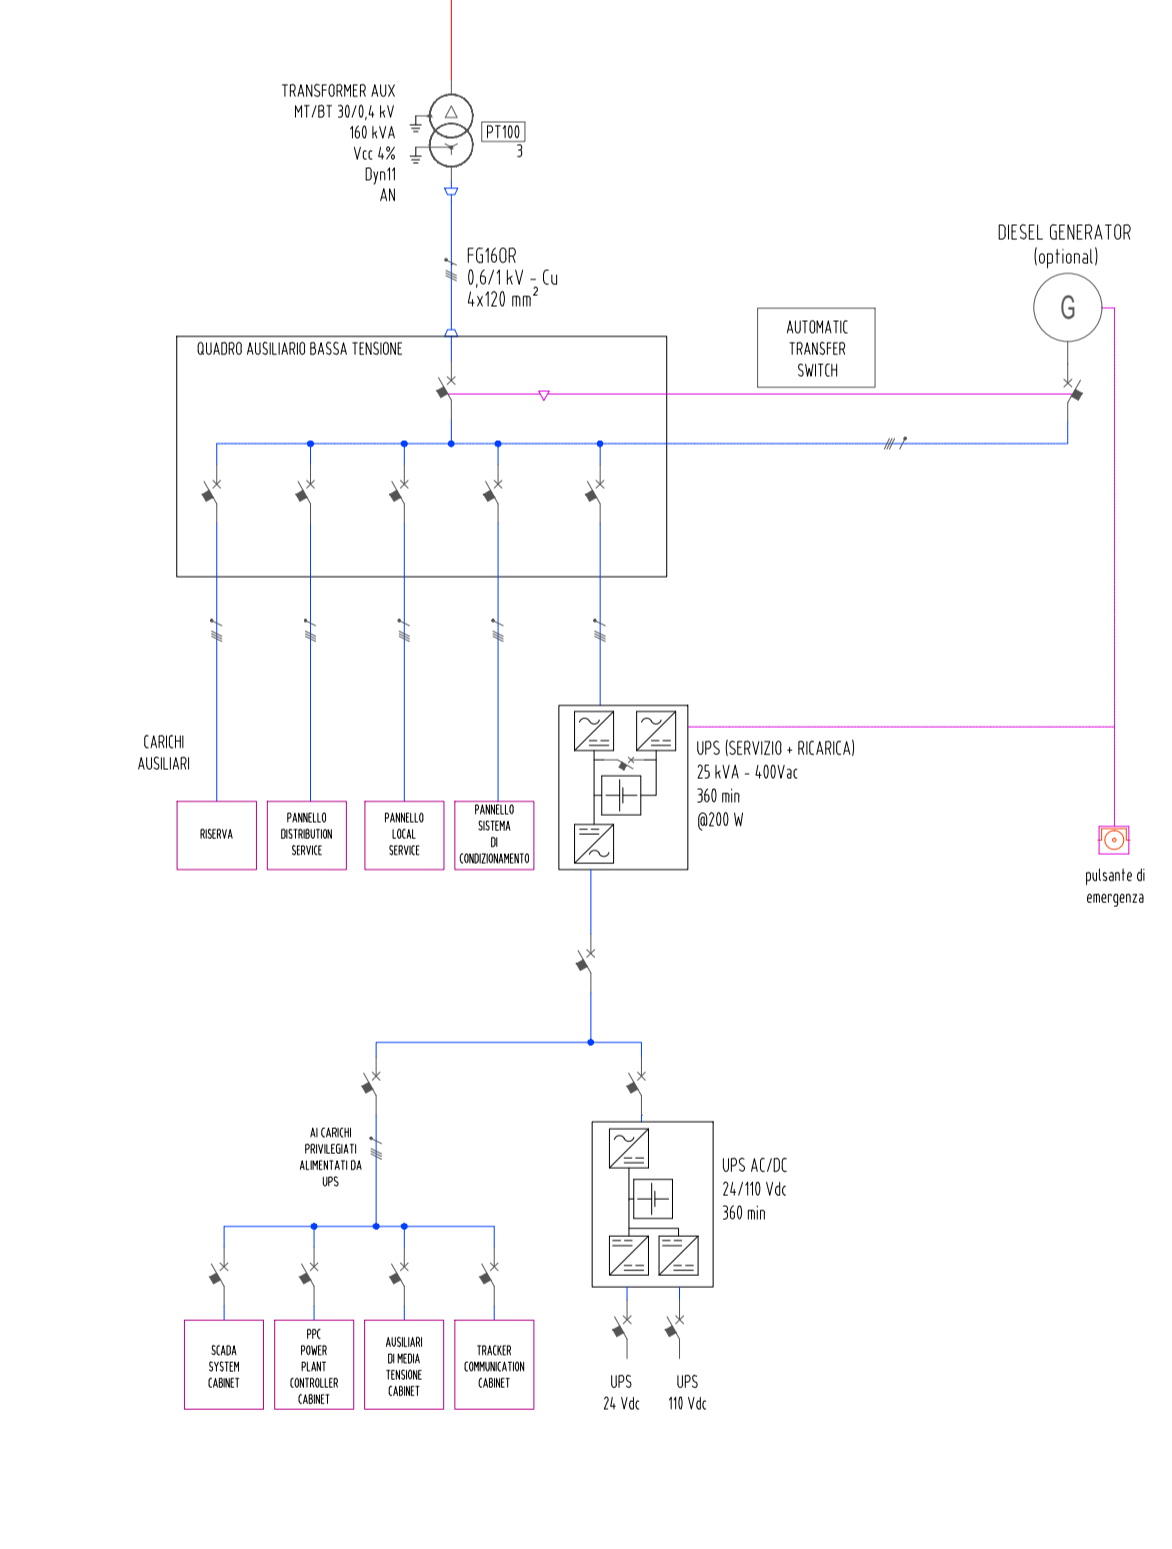 TRANSFORMER AUX
MT/BT 30/0,4 kV
160 kVA
Vcc 4%
Dyn11
AN
PT100
3
FG16OR
0,6/1 kV - Cu
4x120 mm²
DIESEL GENERATOR
(optional)
G
AUTOMATIC
TRANSFER
SWITCH
QUADRO AUSILIARIO BASSA TENSIONE
CARICHI
AUSILIARI
RISERVA
PANNELLO
DISTRIBUTION
SERVICE
PANNELLO
LOCAL
SERVICE
PANNELLO
SISTEMA
DI
CONDIZIONAMENTO
UPS (SERVIZIO + RICARICA)
25 kVA - 400Vac
360 min
@200 W
pulsante di
emergenza
AI CARICHI
PRIVILEGIATI
ALIMENTATI DA
UPS
UPS AC/DC
24/110 Vdc
360 min
SCADA
SYSTEM
CABINET
PPC
POWER
PLANT
CONTROLLER
CABINET
AUSILIARI
DI MEDIA
TENSIONE
CABINET
TRACKER
COMMUNICATION
CABINET
UPS
24 Vdc
UPS
110 Vdc